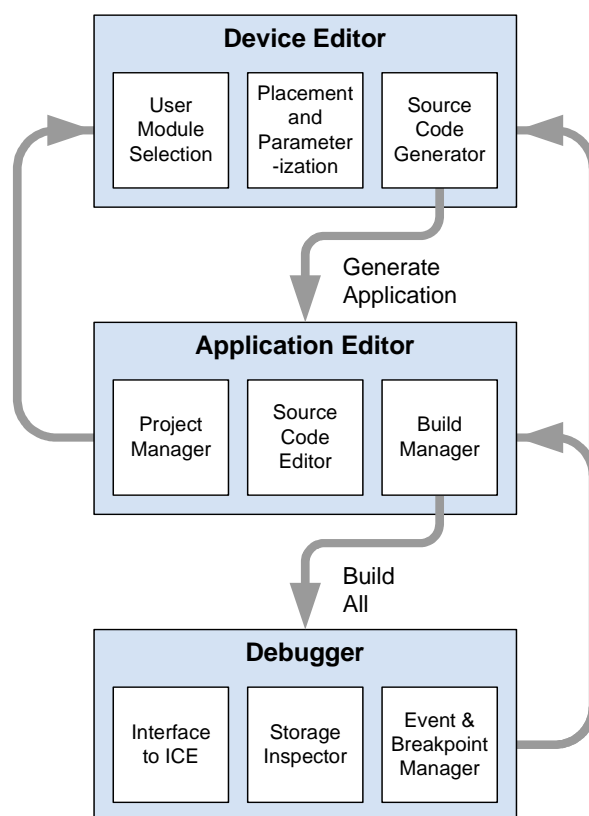 Device Editor
User
Module
Selection
Placement
and
Parameter
-ization
Source
Code
Generator
Generate
Application
Application Editor
Project
Manager
Source
Code
Editor
Build
Manager
Build
All
Debugger
Interface
to ICE
Storage
Inspector
Event &
Breakpoint
Manager